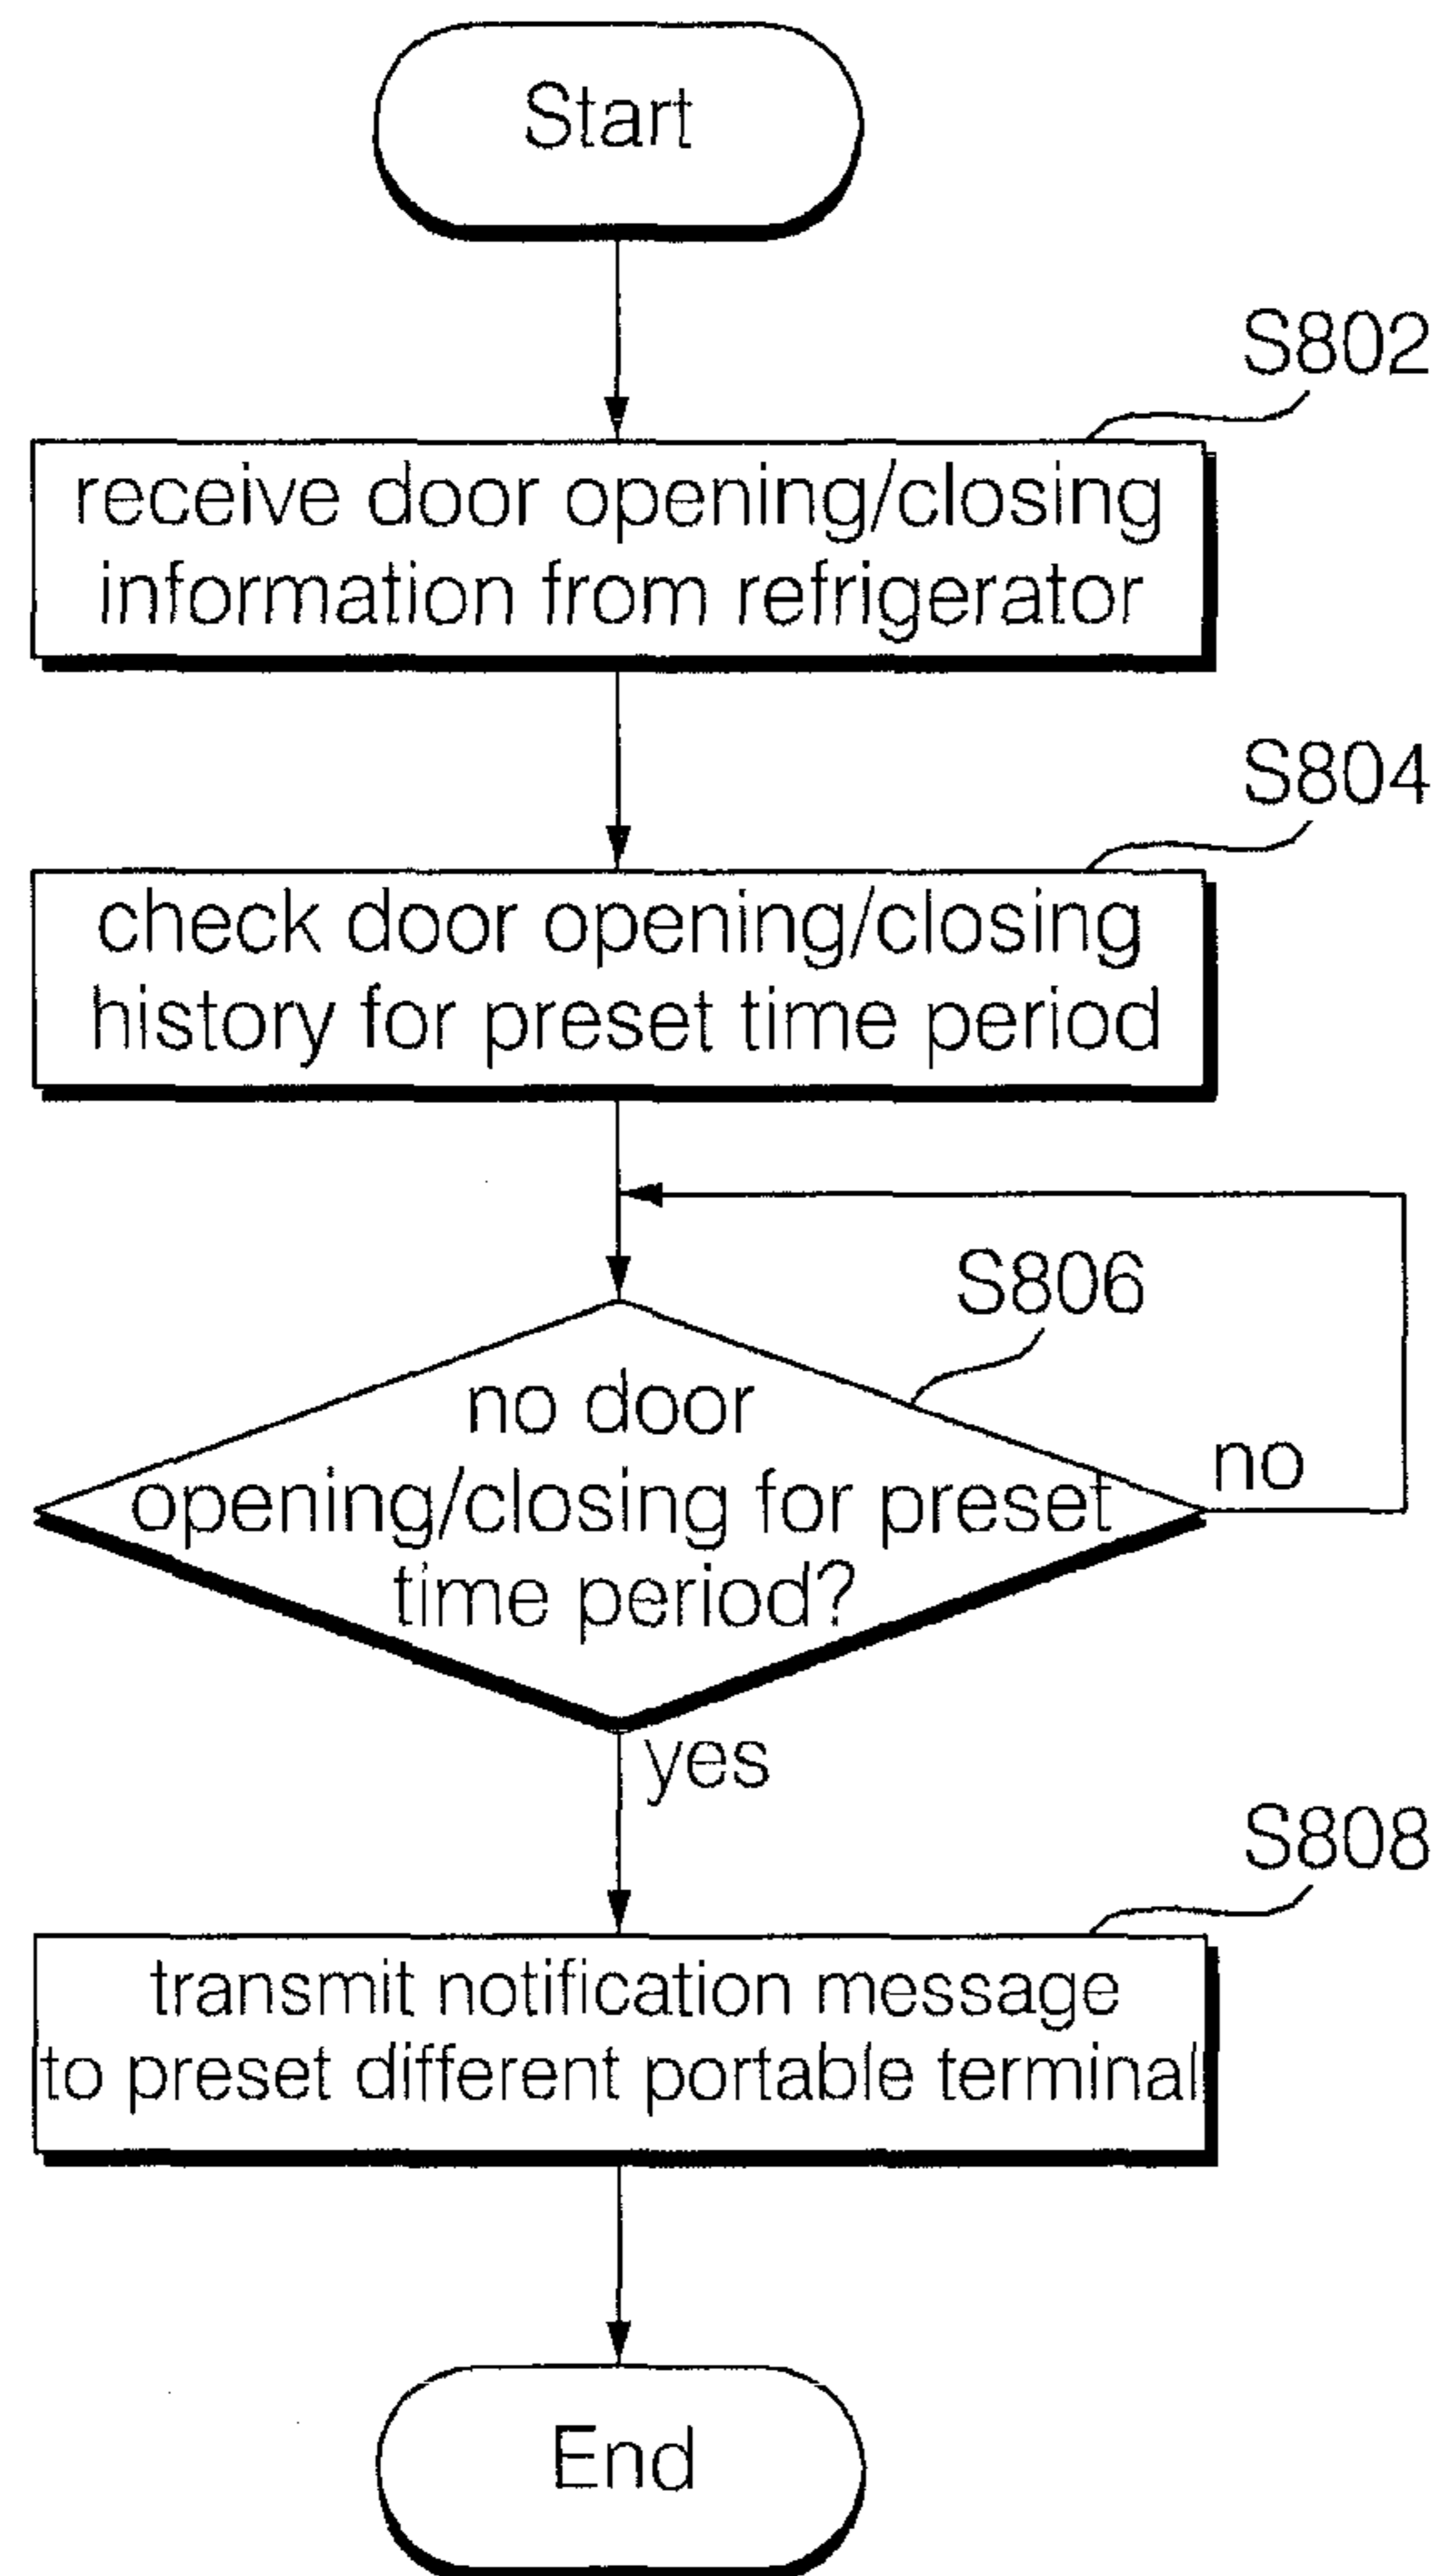 Start
S802
receive door opening/closing
information from refrigerator
S804
check door opening/closing
history for preset time period
S806
no door
opening/closing for preset
time period?
no
yes
S808
transmit notification message
to preset different portable terminal
End